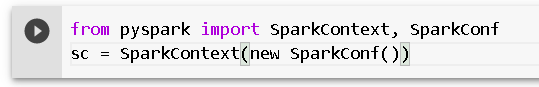 from pyspark import SparkContext, SparkConf
sc = SparkContext(new SparkConf())